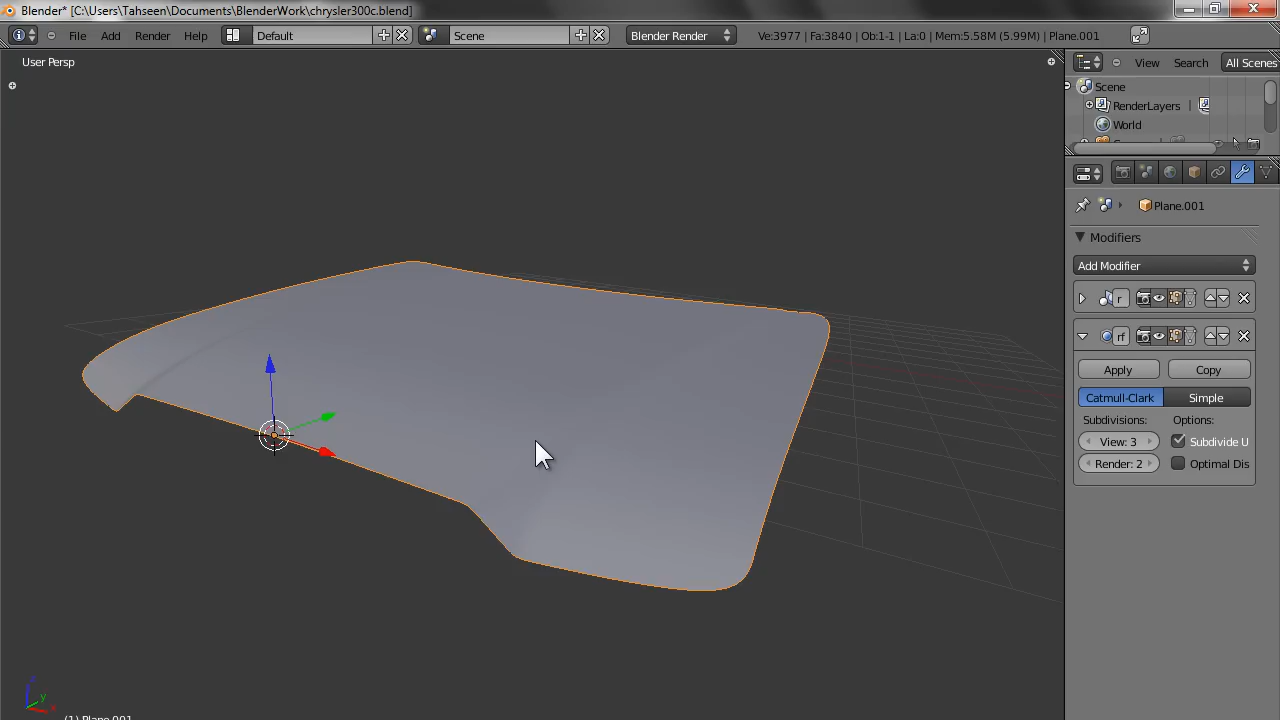 Blender* [C:\Users\Tahseen\Documents\BlenderWork\chrysler300c.blend]
File Add Render Help Default Scene Blender Render Ve:3977 | Fa:3840 | Ob:1-1 | La:0 | Mem:5.58M (5.99M) | Plane.001
User Persp
View Search All Scenes
Scene
RenderLayers
World
Plane.001
Modifiers
Add Modifier
r
rf
Apply Copy
Catmull-Clark Simple
Subdivisions: Options:
View: 3 Subdivide U
Render: 2 Optimal Dis
(1) Plane.001